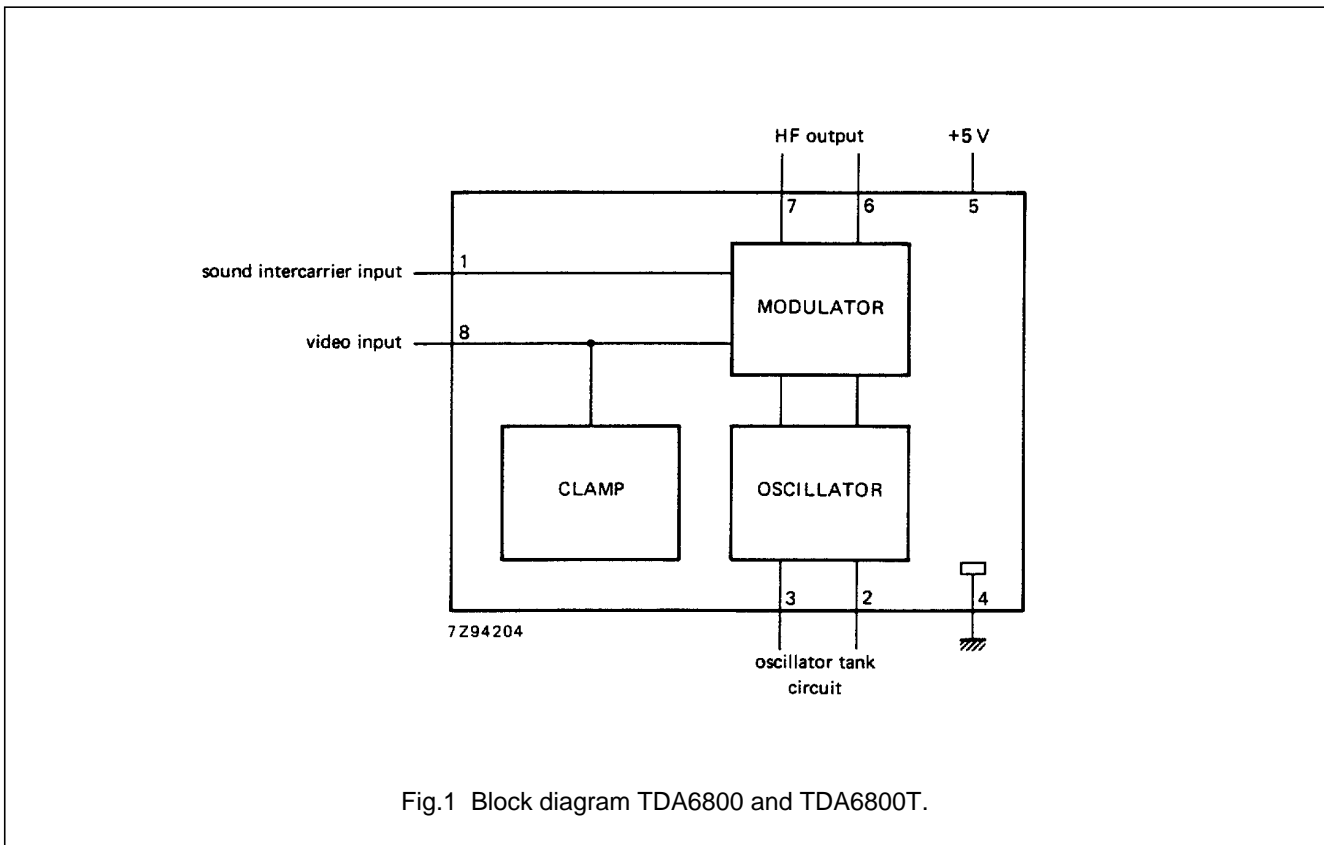 HF output
+5 V
7
6
5
sound intercarrier input
1
MODULATOR
video input
8
CLAMP
OSCILLATOR
3
2
4
7Z94204
oscillator tank
circuit
Fig.1 Block diagram TDA6800 and TDA6800T.